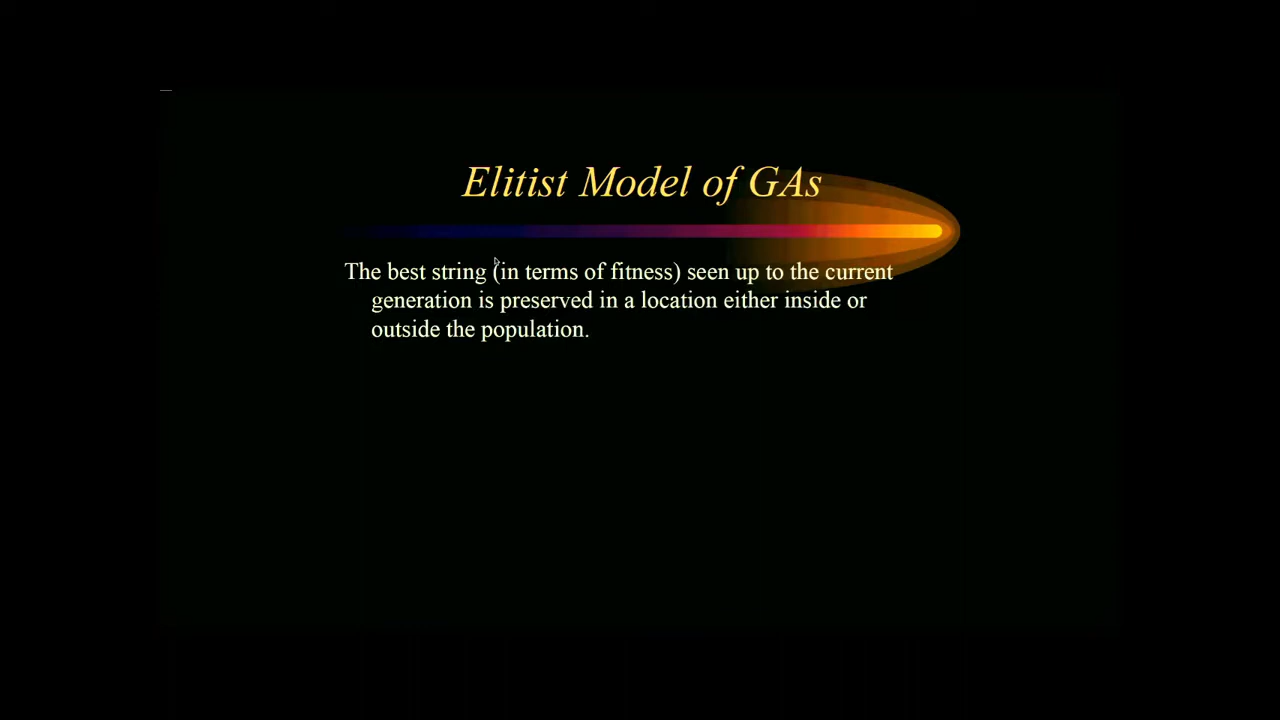 Elitist Model of GAs
The best string (in terms of fitness) seen up to the current
generation is preserved in a location either inside or
outside the population.